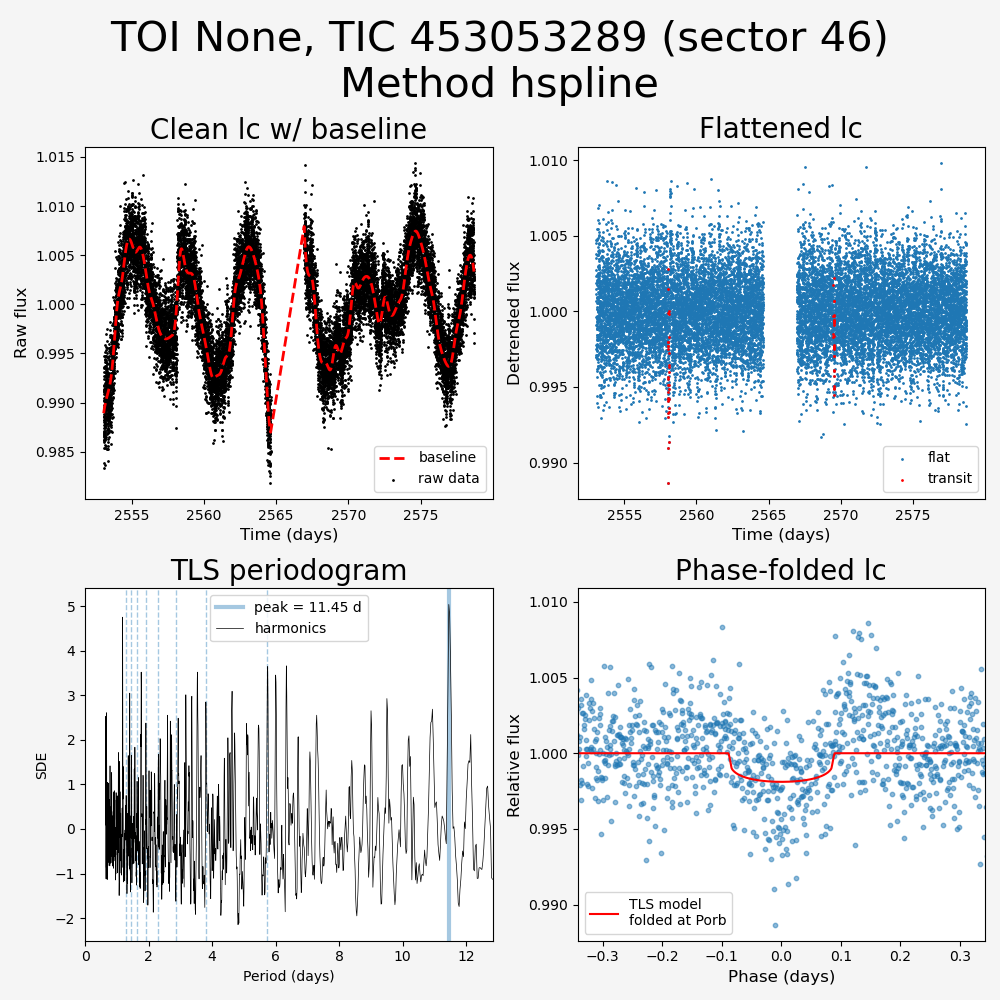 TOI None, TIC 453053289 (sector 46)
Method hspline
Clean lc w/ baseline
1.015
1.010
1.005
1.000
0.995
0.990
0.985
Raw flux
baseline
raw data
2555
2560
2565
2570
2575
Time (days)
Flattened lc
1.010
1.005
1.000
0.995
0.990
Detrended flux
flat
transit
2555
2560
2565
2570
2575
Time (days)
TLS periodogram
5
4
3
2
1
0
−1
−2
SDE
peak = 11.45 d
harmonics
0
2
4
6
8
10
12
Period (days)
Phase-folded lc
1.010
1.005
1.000
0.995
0.990
Relative flux
TLS model
folded at Porb
−0.3
−0.2
−0.1
0.0
0.1
0.2
0.3
Phase (days)